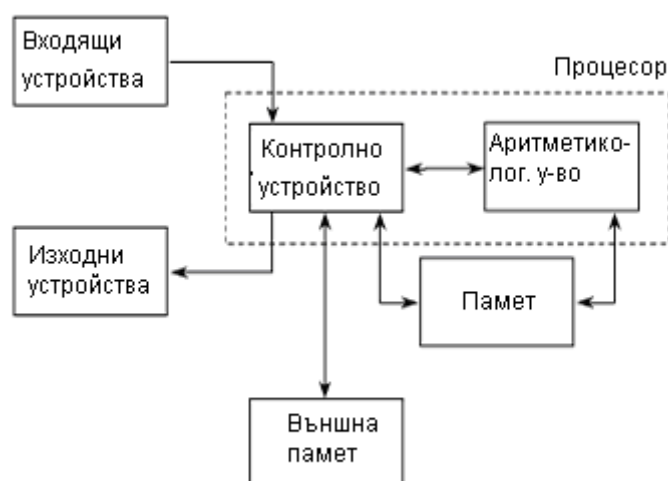 Входящи
устройства
Процесор
Контролно
устройство
Аритметико-
лог. у-во
Изходни
устройства
Памет
Външна
памет